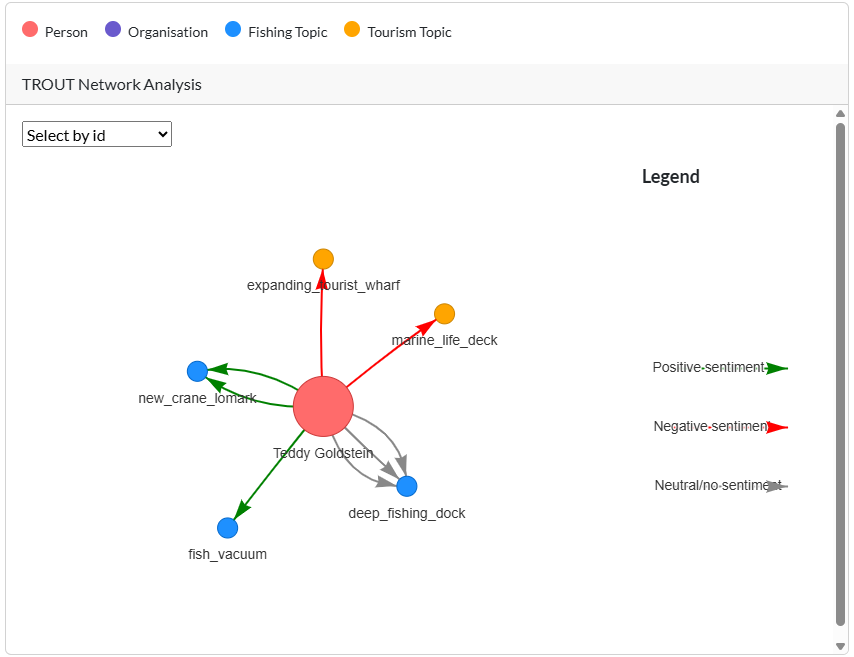 Person Organisation Fishing Topic Tourism Topic
TROUT Network Analysis
Select by id
Legend
expanding_tourist_wharf
marine_life_deck
Positive sentiment
new_crane_lomark
Negative sentiment
Teddy Goldstein
Neutral/no sentiment
deep_fishing_dock
fish_vacuum